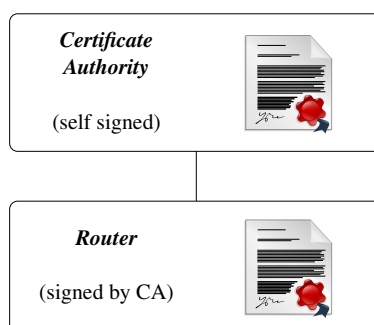 Certificate
Authority
(self signed)
Router
(signed by CA)